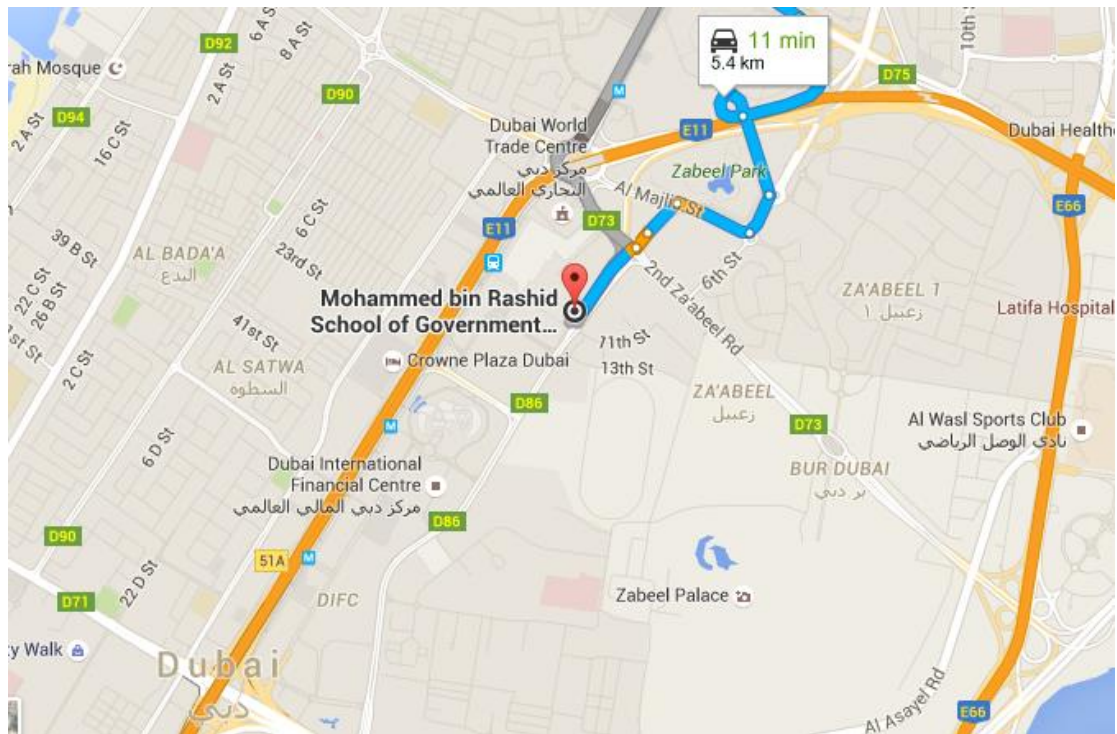 11 min
5.4 km
6 A St
8 A St
10th St
D92
D75
rah Mosque
2 A St
D90
D94
2 A St
16 C St
E11
Dubai World
Trade Centre
مركز دبي
التجاري العالمي
Dubai Healthc
Zabeel Park
Al Majlis St
E66
D73
E11
6 C St
39 B St
AL BADA'A
البدع
23rd St
2nd Za'abeel Rd
6th St
22 C St
26 B St
ZA'ABEEL 1
زعبيل ١
Latifa Hospital
Mohammed bin Rashid
School of Government...
41st St
11th St
13th St
2 C St
AL SATWA
السطوه
Crowne Plaza Dubai
ZA'ABEEL
زعبيل
D86
D73
Al Wasl Sports Club
نادي الوصل الرياضي
6 D St
M
M
M
BUR DUBAI
بر دبي
Dubai International
Financial Centre
مركز دبي المالي العالمي
D86
D90
51A
22 D St
DIFC
D71
Zabeel Palace
y Walk
Dubai
دبي
Al Asayel Rd
E66